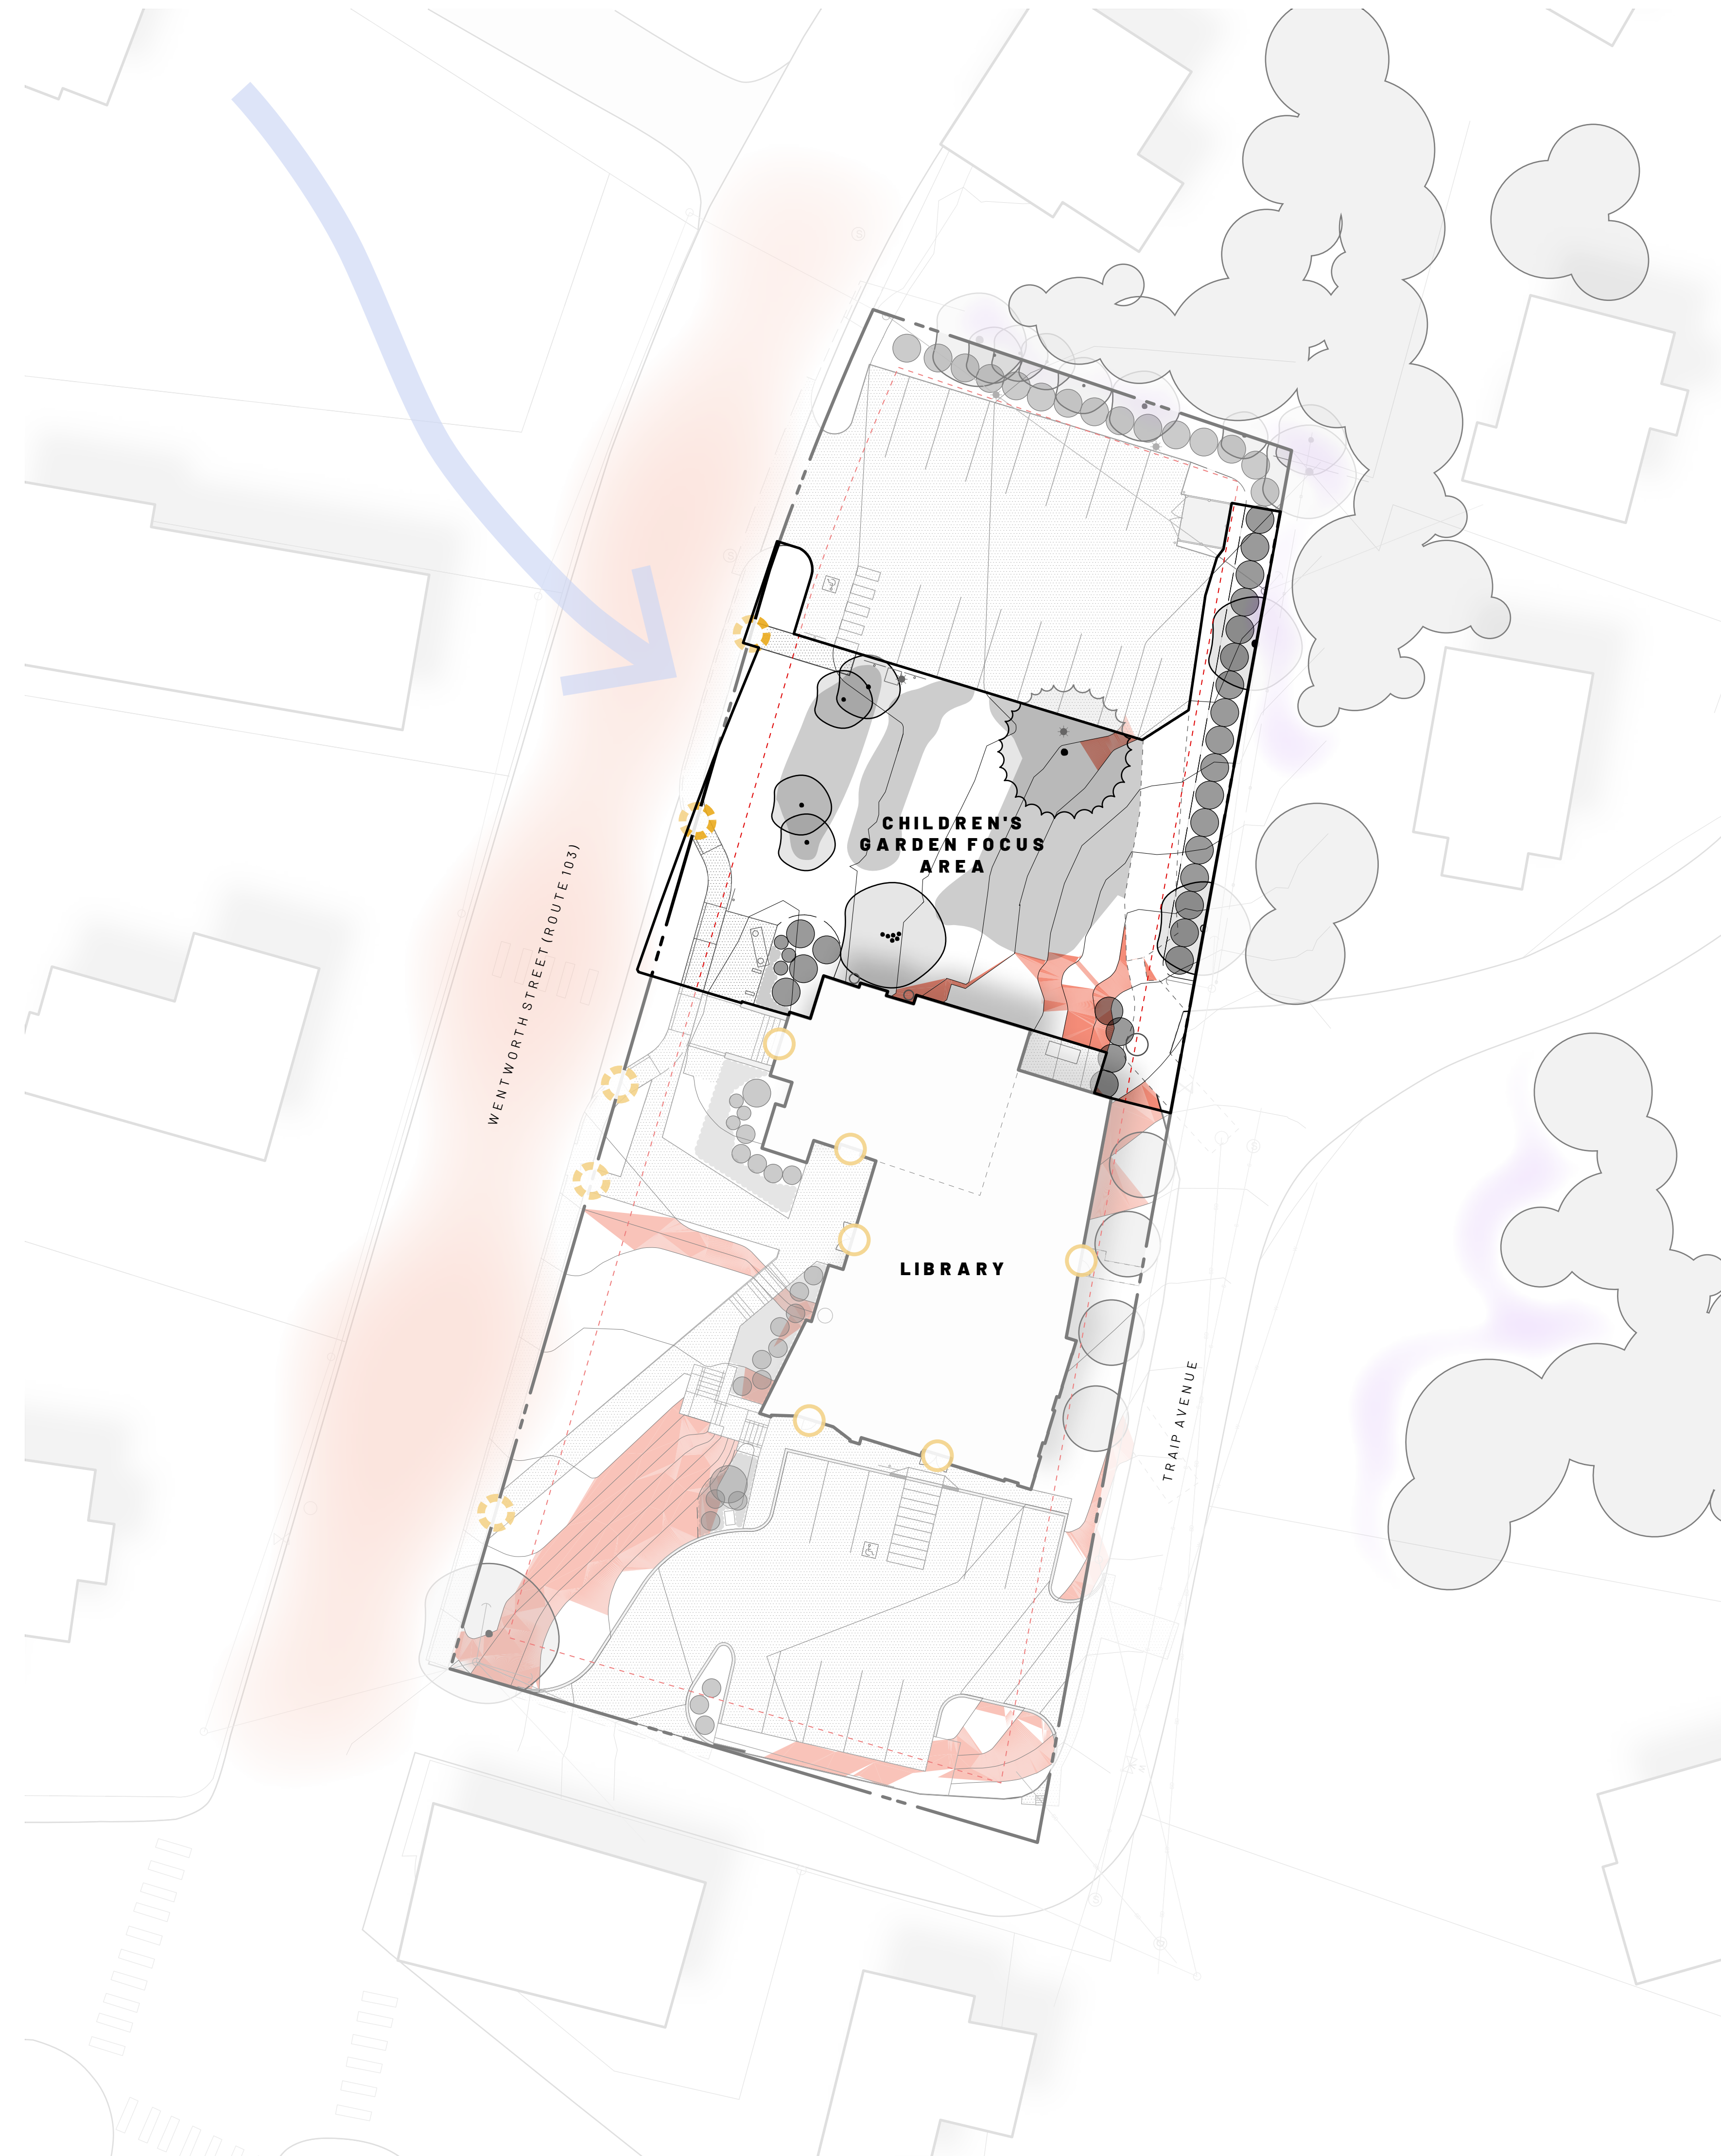 CHILDREN'S
GARDEN FOCUS
AREA
WENTWORTH STREET (ROUTE 103)
LIBRARY
TRAIP AVENUE